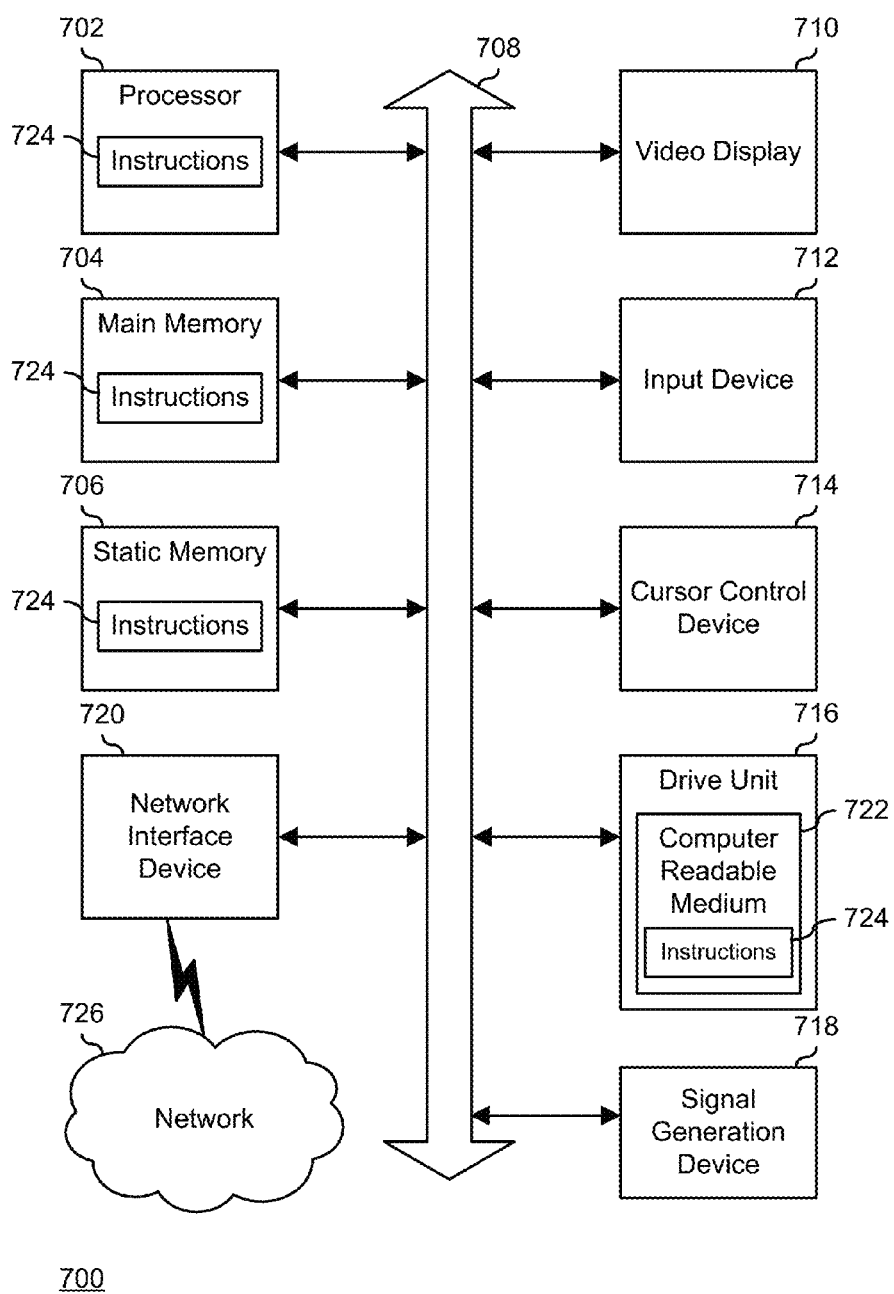 702
708
710
Processor
724
Instructions
Video Display
704
712
Main Memory
724
Instructions
Input Device
706
714
Static Memory
724
Instructions
Cursor Control
Device
720
716
Network
Interface
Device
Drive Unit
722
Computer
Readable
Medium
724
Instructions
726
Network
718
Signal
Generation
Device
700